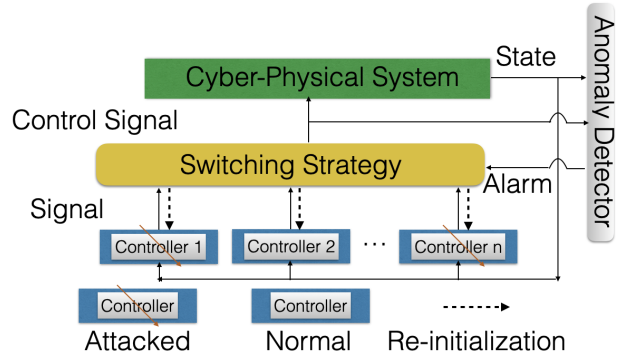 State
Cyber-Physical System
Anomaly Detector
Control Signal
Switching Strategy
Alarm
Signal
Controller 1
Controller 2
...
Controller n
Controller
Controller
Attacked
Normal
Re-initialization